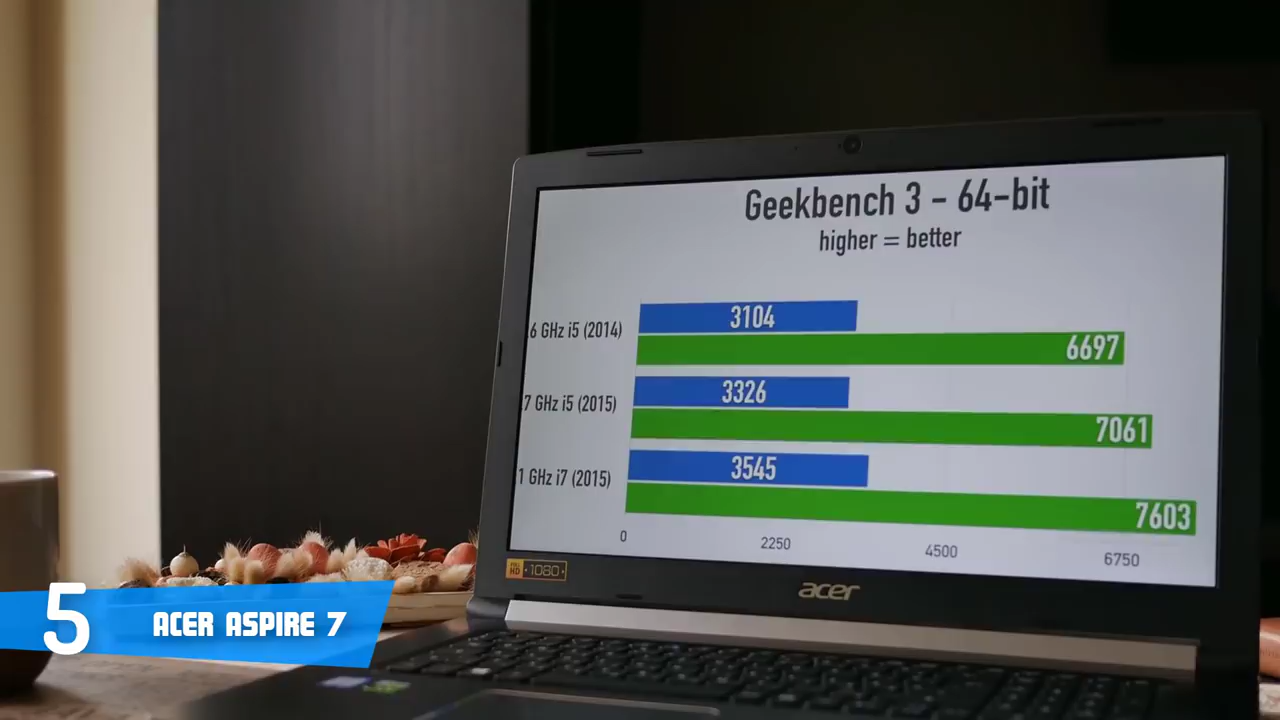 Geekbench 3 - 64-bit
higher = better
6 GHz i5 (2014)
3104
6697
7 GHz i5 (2015)
3326
7061
1 GHz i7 (2015)
3545
7603
0 2250 4500 6750
FULL HD 1080
acer
5 ACER ASPIRE 7